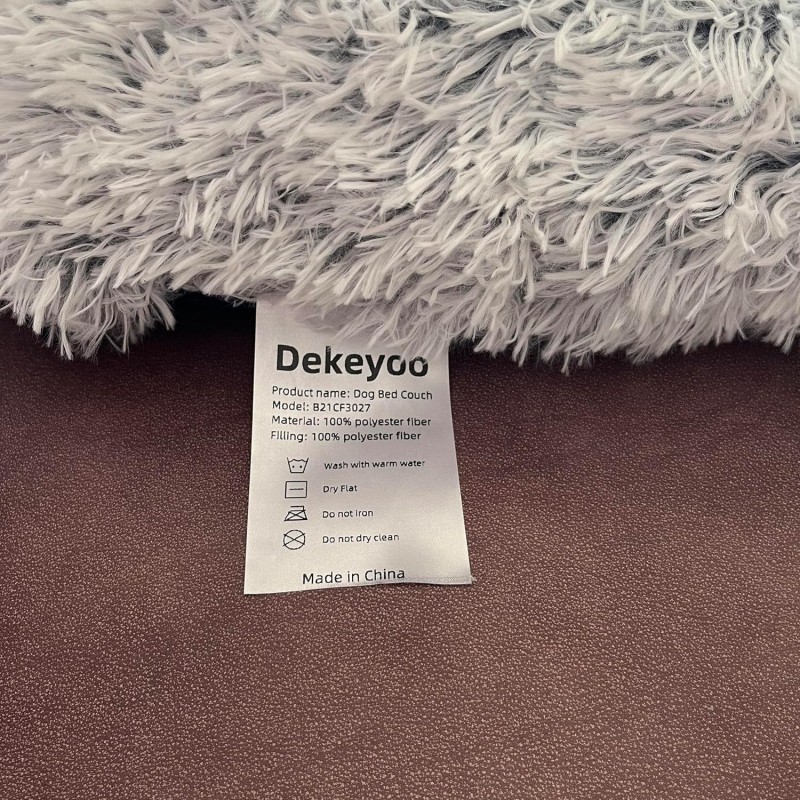 Dekeyoo
Product name: Dog Bed Couch
Model: B21CF3027
Material: 100% polyester fiber
Filling: 100% polyester fiber
Wash with warm water
Dry Flat
Do not Iron
Do not dry clean
Made in China